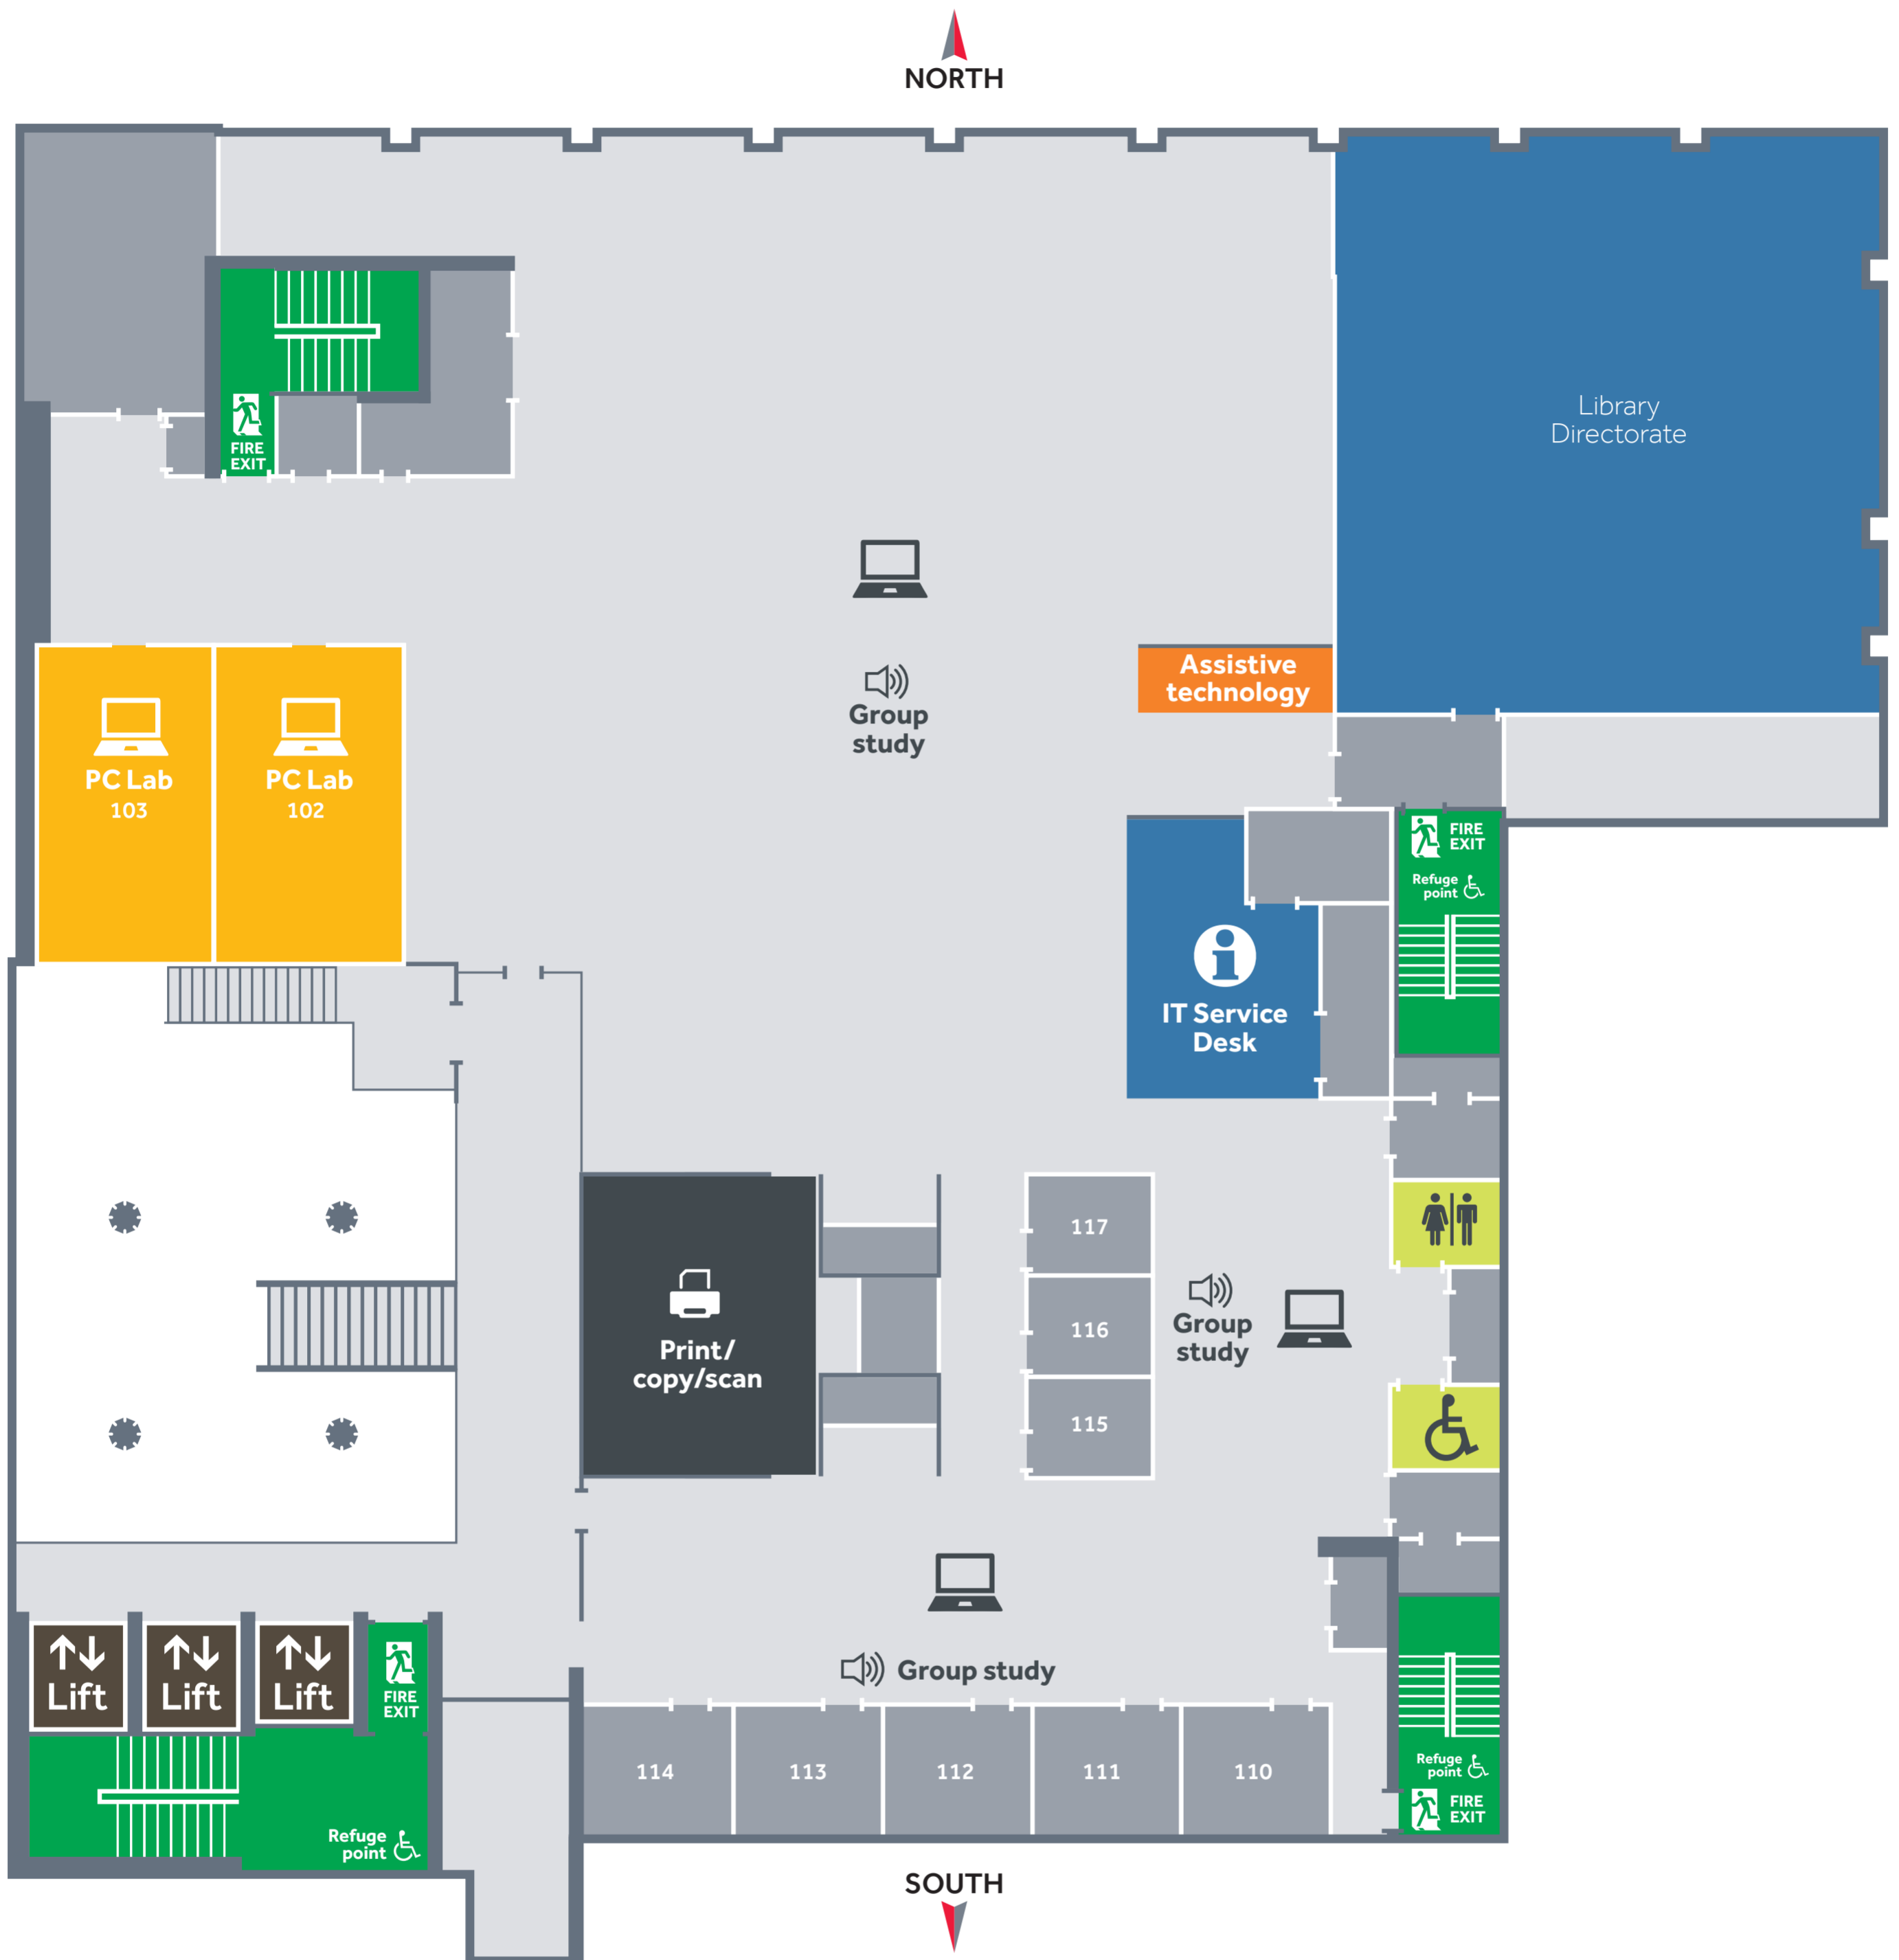 NORTH
Library
Directorate
FIRE
EXIT
Assistive
technology
Group
study
PC Lab
103
PC Lab
102
FIRE
EXIT
Refuge
point
IT Service
Desk
117
116
115
Group
study
Print/
copy/scan
Group study
Lift
Lift
Lift
FIRE
EXIT
114
113
112
111
110
Refuge
point
FIRE
EXIT
Refuge
point
SOUTH